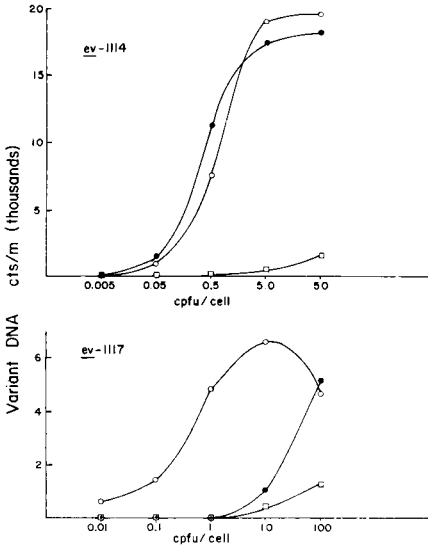 20
ev-1114
15
10
5
0.005 0.05 0.5 5.0 50
cpfu/cell
Variant DNA cts/m (thousands)
ev-1117
6
4
2
0.01 0.1 1 10 100
cpfu/cell